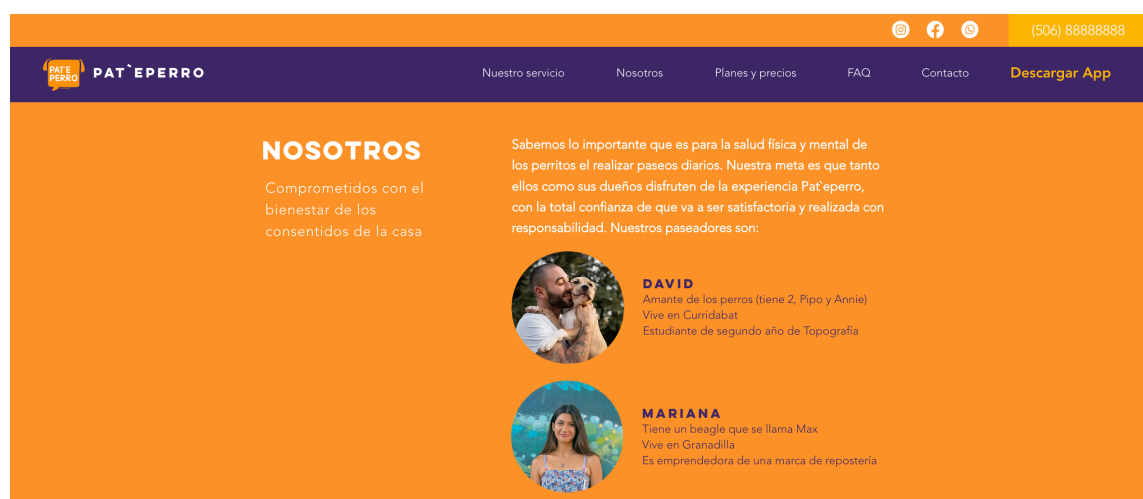 (506) 88888888
PAT´E
PERRO
PAT`EPERRO
Nuestro servicio
Nosotros
Planes y precios
FAQ
Contacto
Descargar App
NOSOTROS
Comprometidos con el
bienestar de los
consentidos de la casa
Sabemos lo importante que es para la salud física y mental de
los perritos el realizar paseos diarios. Nuestra meta es que tanto
ellos como sus dueños disfruten de la experiencia Pat`eperro,
con la total confianza de que va a ser satisfactoria y realizada con
responsabilidad. Nuestros paseadores son:
DAVID
Amante de los perros (tiene 2, Pipo y Annie)
Vive en Curridabat
Estudiante de segundo año de Topografía
MARIANA
Tiene un beagle que se llama Max
Vive en Granadilla
Es emprendedora de una marca de repostería